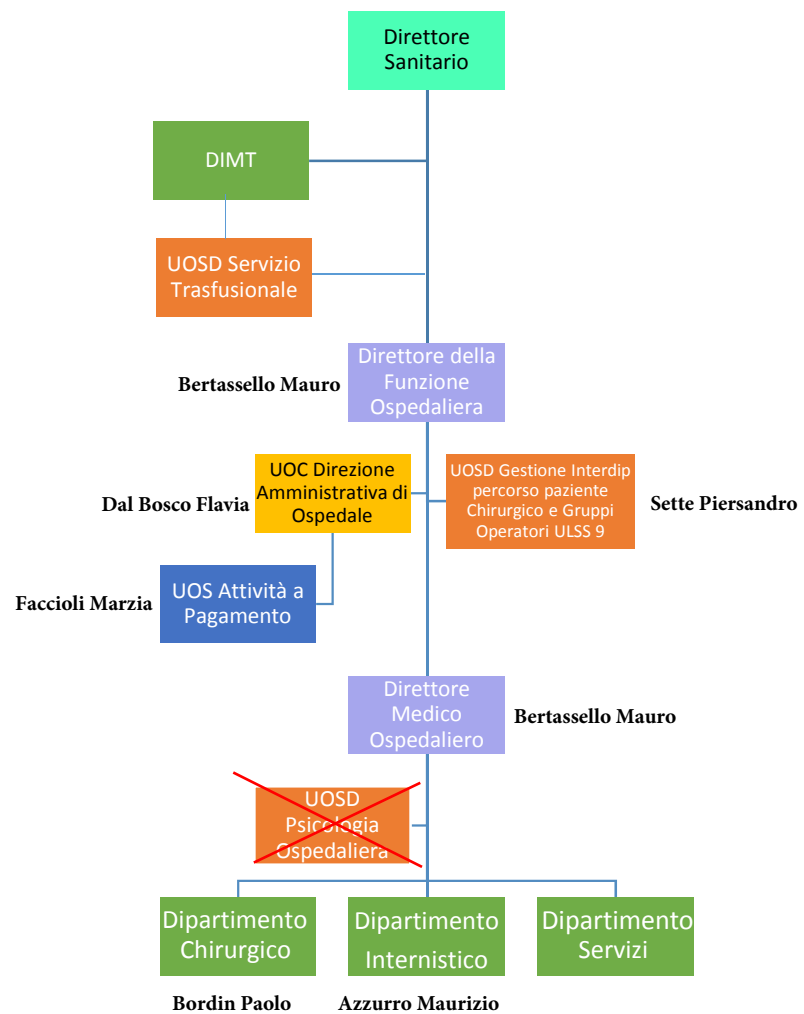 Direttore
Sanitario
DIMT
UOSD Servizio
Trasfusionale
Bertassello Mauro
Direttore della
Funzione
Ospedaliera
Dal Bosco Flavia
UOC Direzione
Amministrativa di
Ospedale
UOSD Gestione Interdip
percorso paziente
Chirurgico e Gruppi
Operatori ULSS 9
Sette Piersandro
Faccioli Marzia
UOS Attività a
Pagamento
Direttore
Medico
Ospedaliero
Bertassello Mauro
UOSD
Psicologia
Ospedaliera
Dipartimento
Chirurgico
Dipartimento
Internistico
Dipartimento
Servizi
Bordin Paolo
Azzurro Maurizio